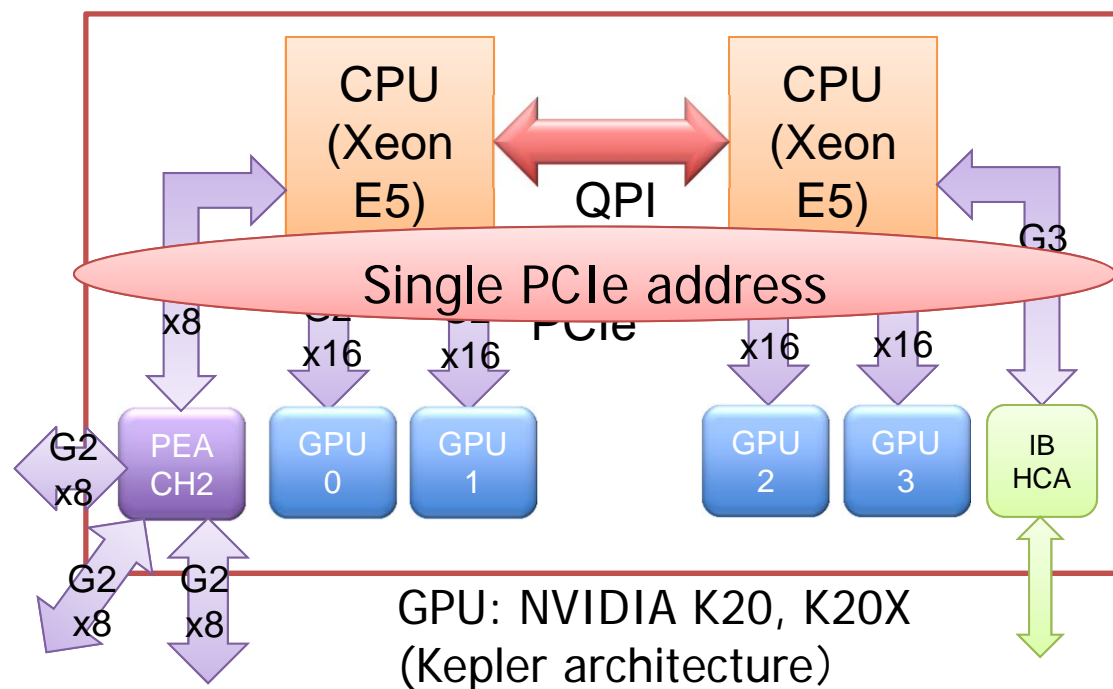 CPU
(Xeon
E5)
CPU
(Xeon
E5)
QPI
G3
Single PCIe address
PCIe
x8
G2
x16
x16
x16
x16
G2
x8
PEA
CH2
GPU
0
GPU
1
GPU
2
GPU
3
IB
HCA
G2
x8
G2
x8
GPU: NVIDIA K20, K20X
(Kepler architecture)